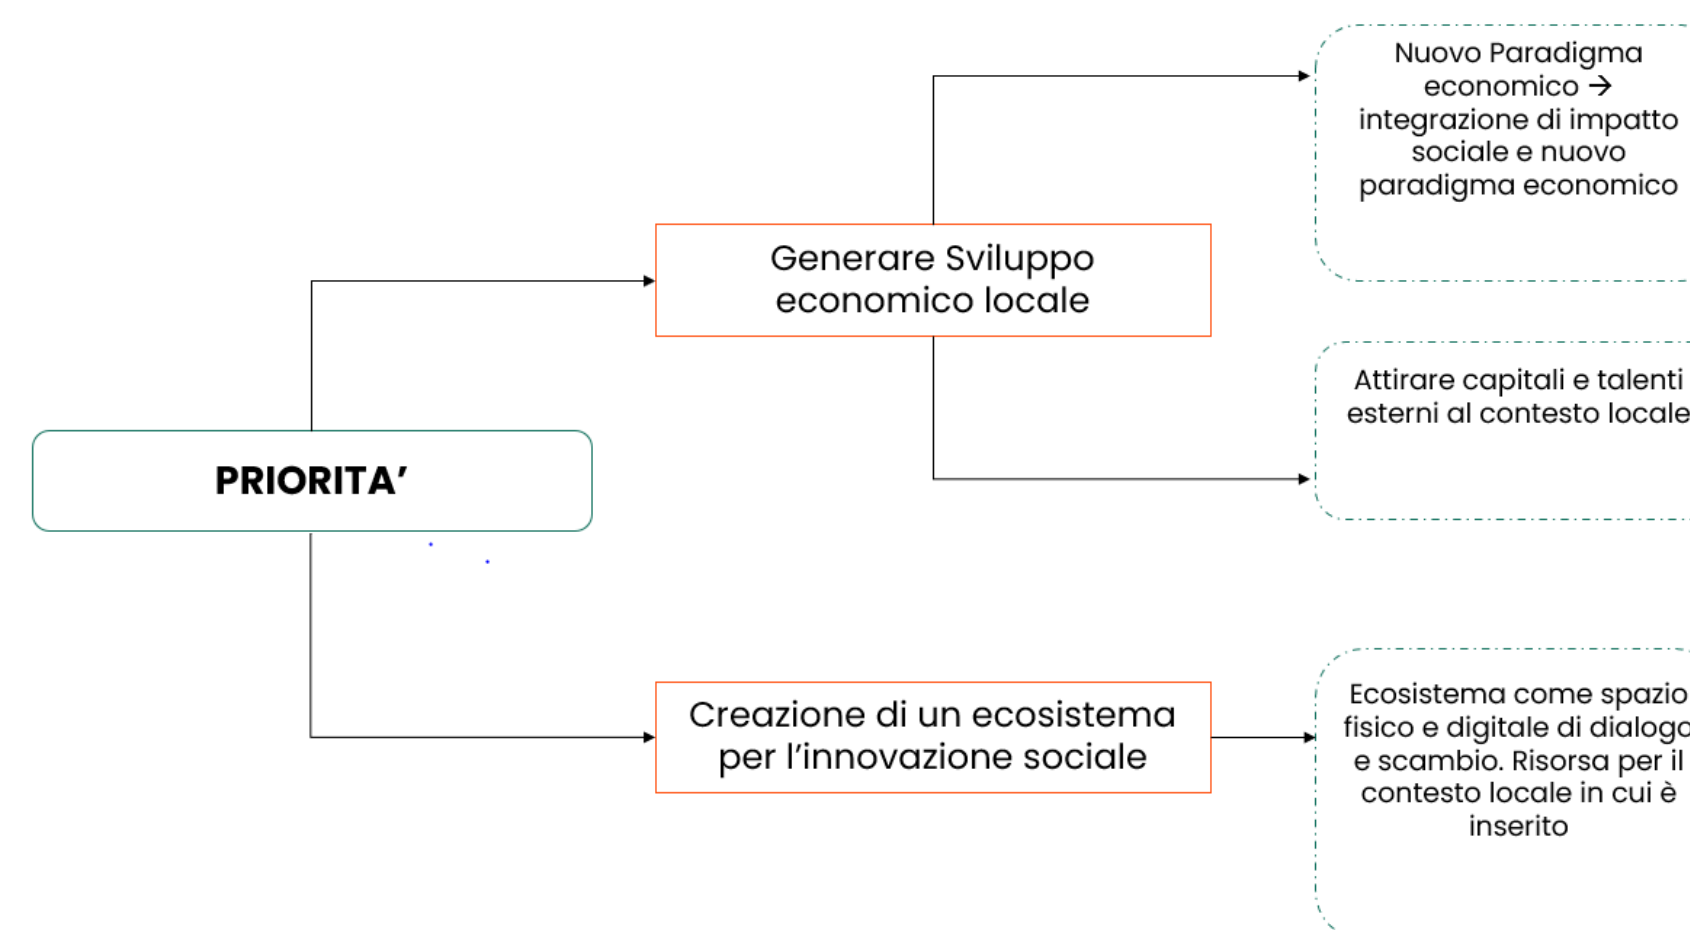 Nuovo Paradigma
economico →
integrazione di impatto
sociale e nuovo
paradigma economico
Generare Sviluppo
economico locale
Attirare capitali e talenti
esterni al contesto locale
PRIORITA’
Creazione di un ecosistema
per l’innovazione sociale
Ecosistema come spazio
fisico e digitale di dialogo
e scambio. Risorsa per il
contesto locale in cui è
inserito